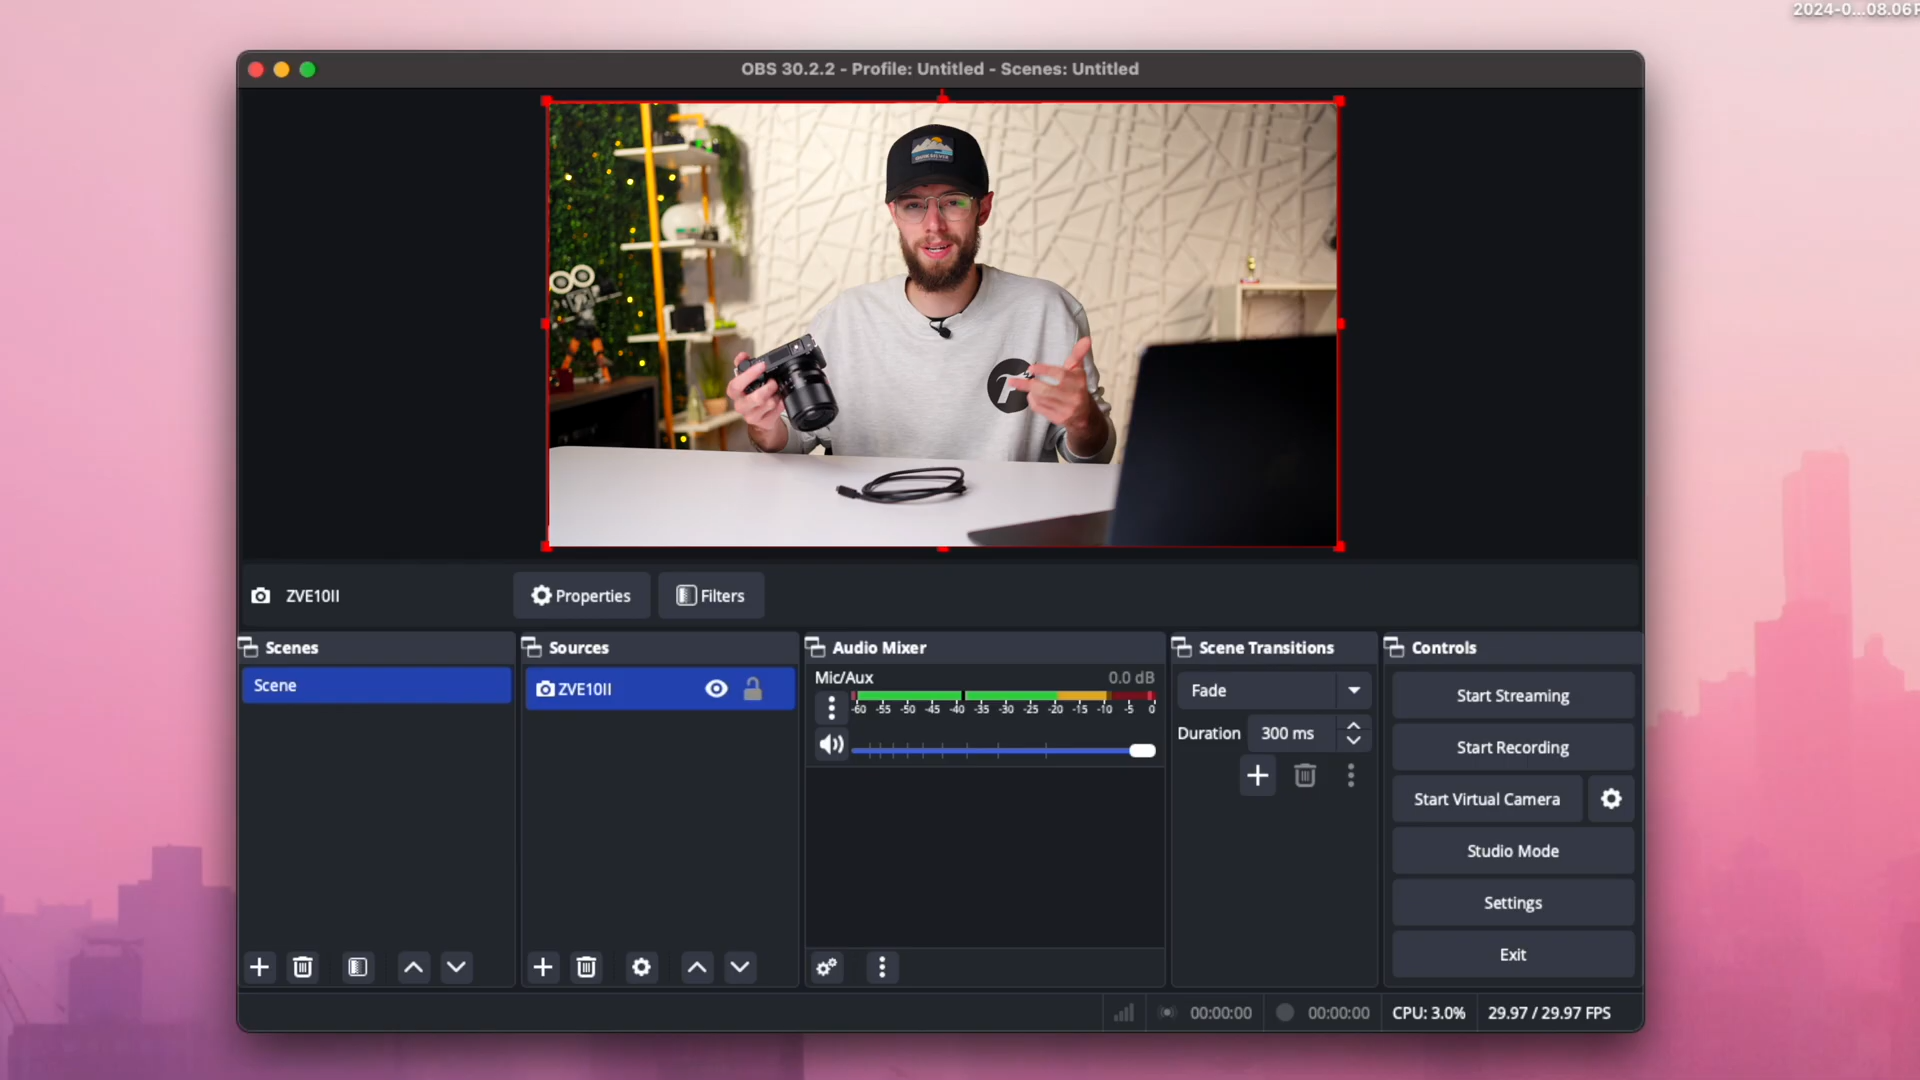 2024-0...08.06
OBS 30.2.2 - Profile: Untitled - Scenes: Untitled
ZVE10II
Properties
Filters
Scenes
Sources
Audio Mixer
Scene Transitions
Controls
Scene
ZVE10II
Mic/Aux
0.0 dB
-60 -55 -50 -45 -40 -35 -30 -25 -20 -15 -10 -5 0
Fade
Duration
300 ms
Start Streaming
Start Recording
Start Virtual Camera
Studio Mode
Settings
Exit
00:00:00
00:00:00
CPU: 3.0%
29.97 / 29.97 FPS